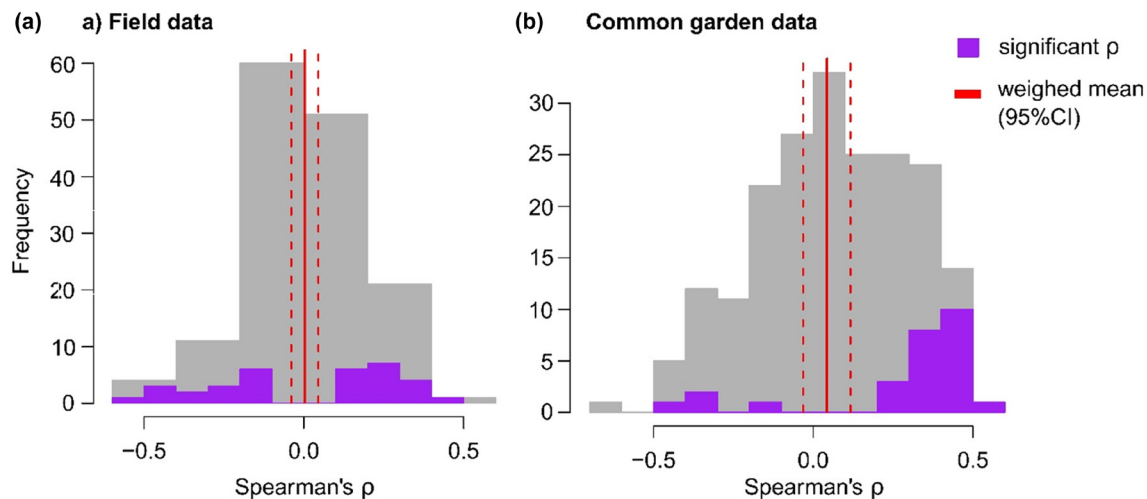 (a) a) Field data
60
50
40
30
20
10
0
Frequency
−0.5 0.0 0.5
Spearman's ρ
(b) Common garden data
30
25
20
15
10
5
0
−0.5 0.0 0.5
Spearman's ρ
significant ρ
weighed mean
(95%CI)